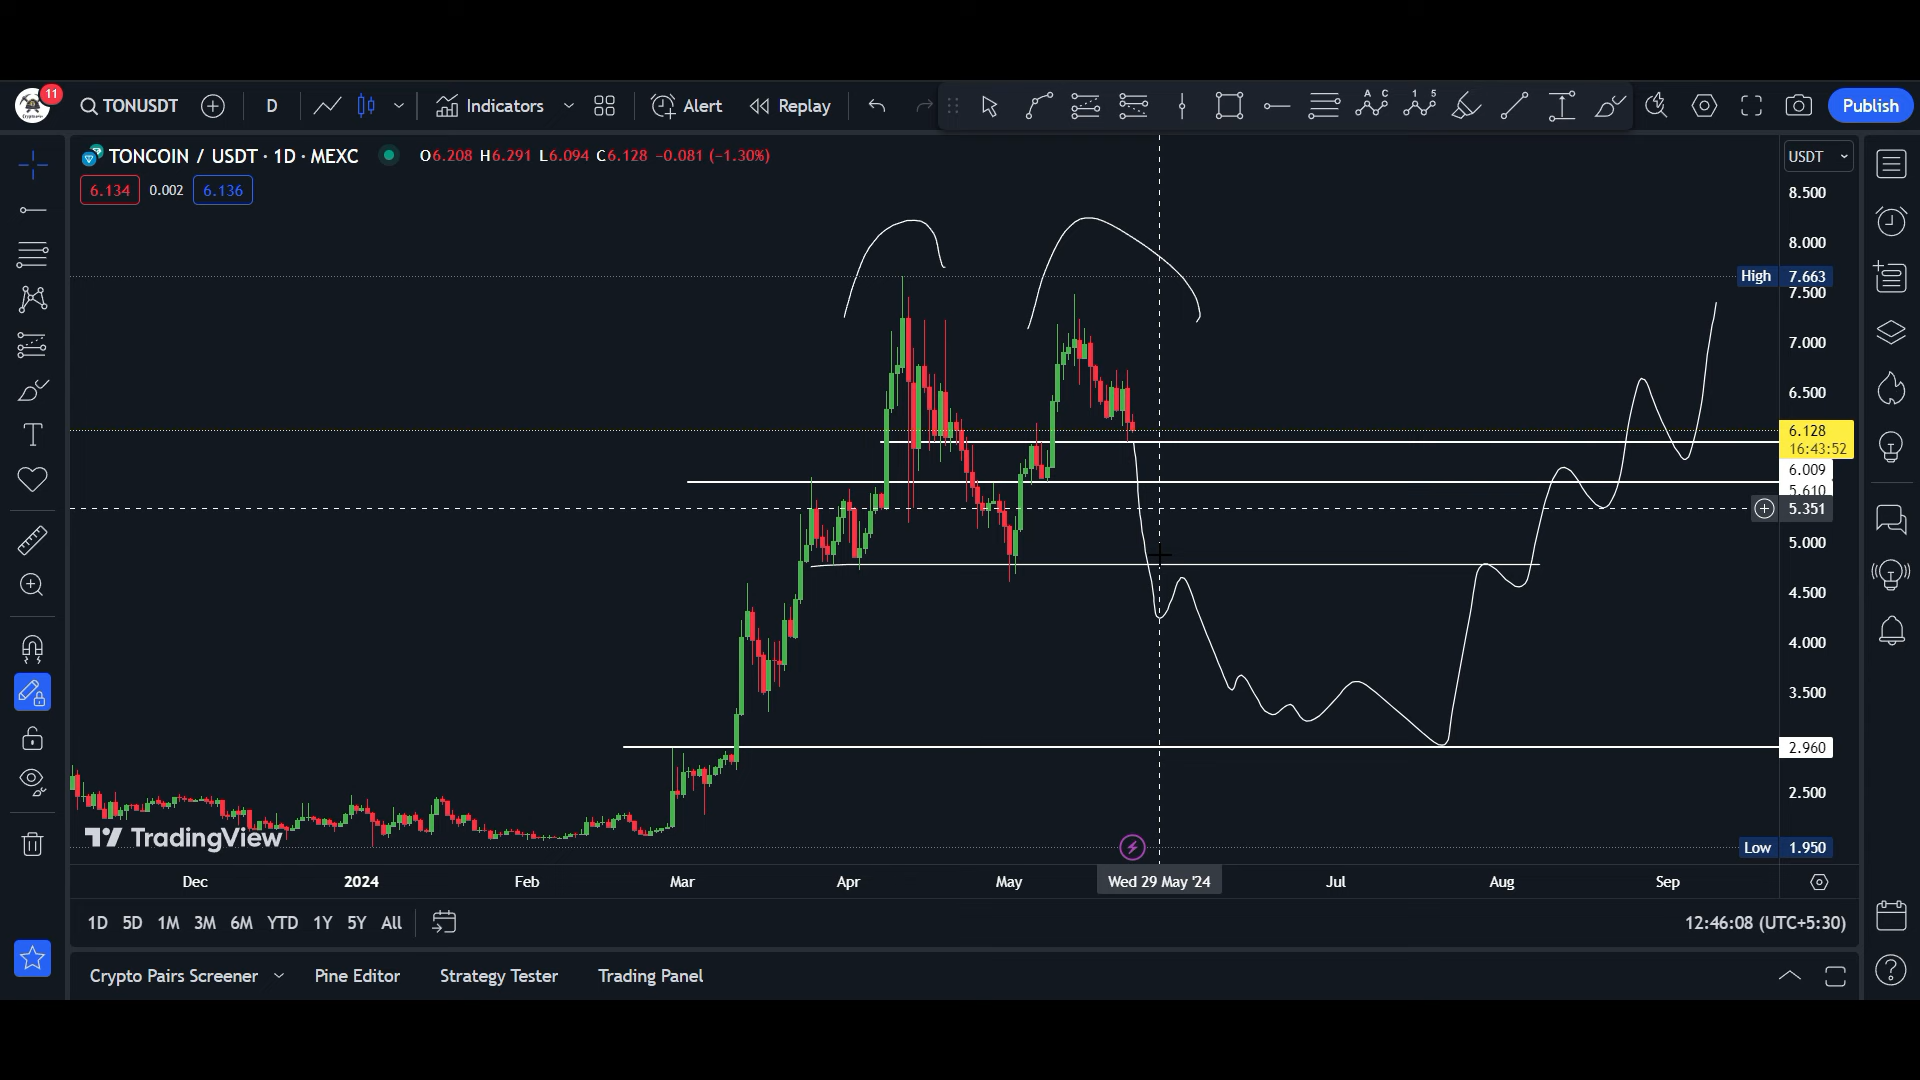 11
TONUSDT D Indicators Alert Replay A C 1 5 Publish
TONCOIN / USDT · 1D · MEXC O6.208 H6.291 L6.094 C6.128 -0.081 (-1.30%) USDT
6.134 0.002 6.136
8.500
8.000
High 7.663
7.500
7.000
6.500
6.128
16:43:52
6.009
5.610
5.351
5.000
4.500
4.000
3.500
2.960
2.500
TradingView
Low 1.950
Dec 2024 Feb Mar Apr May Wed 29 May '24 Jul Aug Sep
1D 5D 1M 3M 6M YTD 1Y 5Y All 12:46:08 (UTC+5:30)
Crypto Pairs Screener Pine Editor Strategy Tester Trading Panel